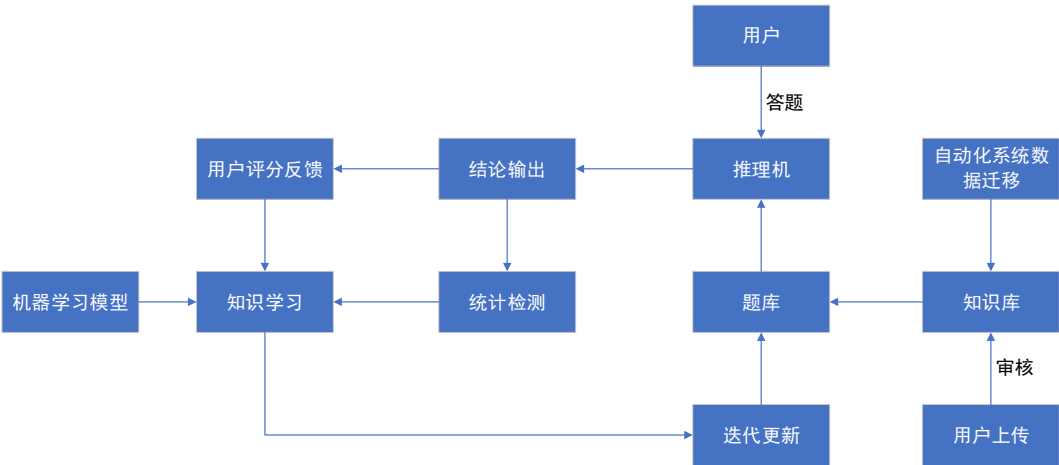 用户
答题
用户评分反馈
结论输出
推理机
自动化系统数
据迁移
机器学习模型
知识学习
统计检测
题库
知识库
审核
迭代更新
用户上传